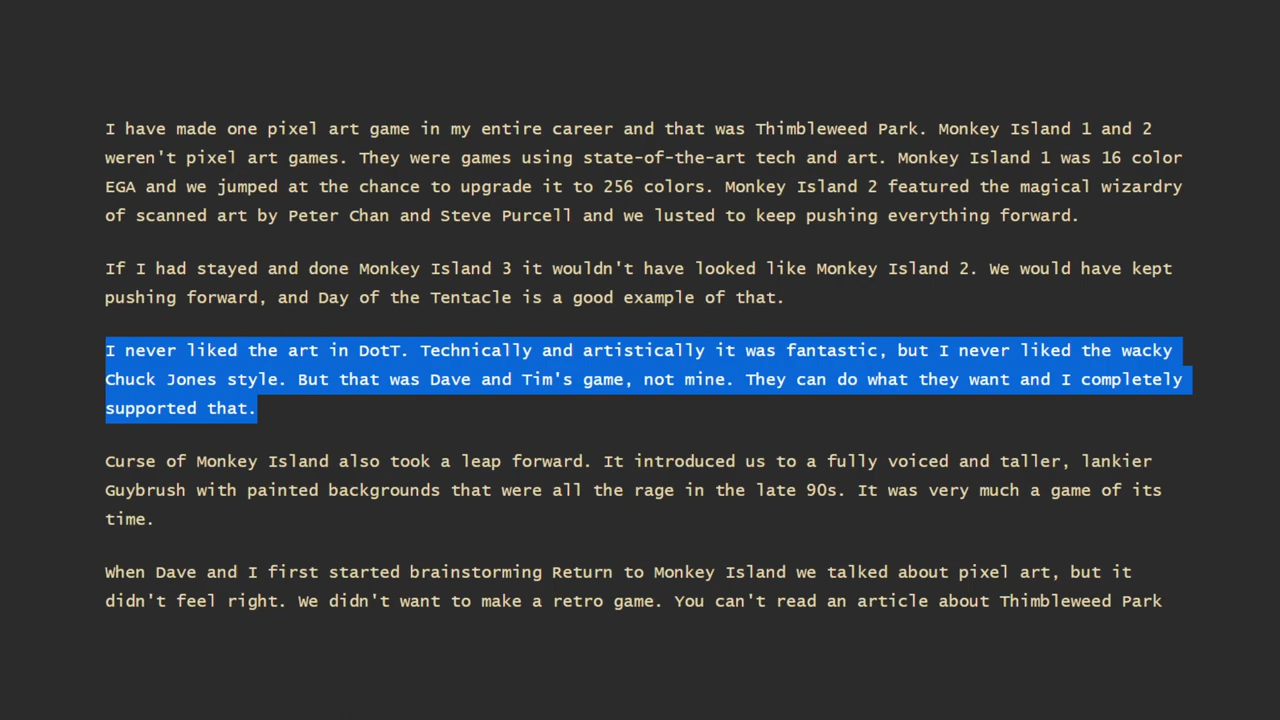 I have made one pixel art game in my entire career and that was Thimbleweed Park. Monkey Island 1 and 2
weren't pixel art games. They were games using state-of-the-art tech and art. Monkey Island 1 was 16 color
EGA and we jumped at the chance to upgrade it to 256 colors. Monkey Island 2 featured the magical wizardry
of scanned art by Peter Chan and Steve Purcell and we lusted to keep pushing everything forward.
If I had stayed and done Monkey Island 3 it wouldn't have looked like Monkey Island 2. We would have kept
pushing forward, and Day of the Tentacle is a good example of that.
I never liked the art in DotT. Technically and artistically it was fantastic, but I never liked the wacky
Chuck Jones style. But that was Dave and Tim's game, not mine. They can do what they want and I completely
supported that.
Curse of Monkey Island also took a leap forward. It introduced us to a fully voiced and taller, lankier
Guybrush with painted backgrounds that were all the rage in the late 90s. It was very much a game of its
time.
When Dave and I first started brainstorming Return to Monkey Island we talked about pixel art, but it
didn't feel right. We didn't want to make a retro game. You can't read an article about Thimbleweed Park